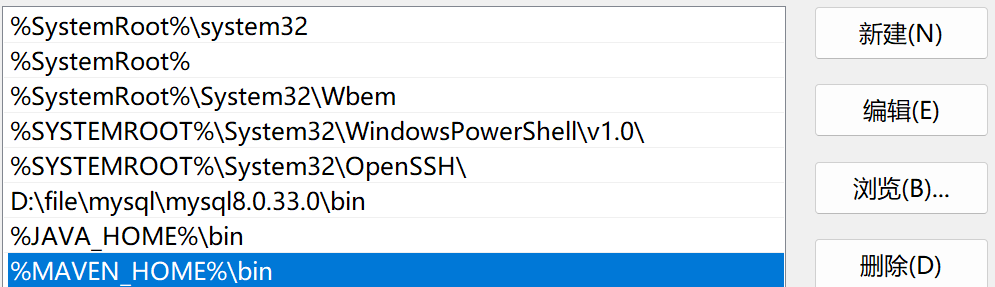 %SystemRoot%\system32
%SystemRoot%
%SystemRoot%\System32\Wbem
%SYSTEMROOT%\System32\WindowsPowerShell\v1.0\
%SYSTEMROOT%\System32\OpenSSH\
D:\file\mysql\mysql8.0.33.0\bin
%JAVA_HOME%\bin
%MAVEN_HOME%\bin
新建(N)
编辑(E)
浏览(B)...
删除(D)